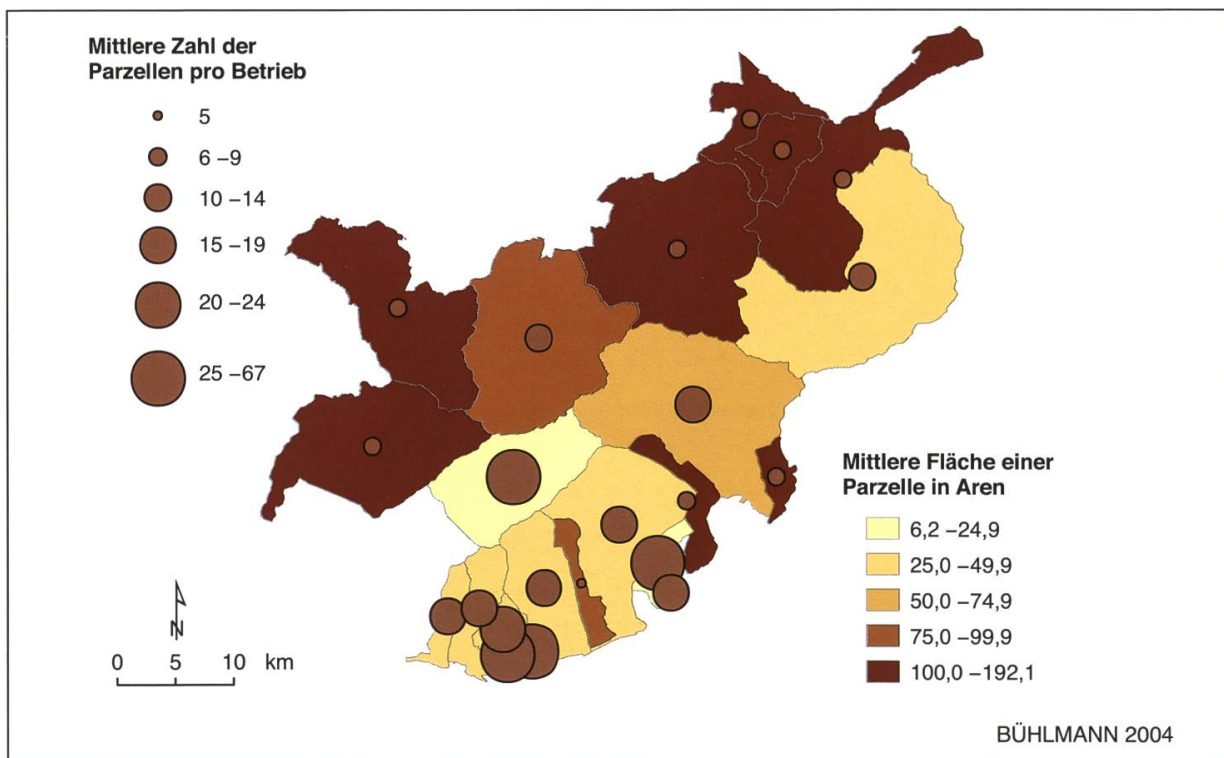 Mittlere Zahl der
Parzellen pro Betrieb
5
6 –9
10 –14
15 –19
20 –24
25 –67
Mittlere Fläche einer
Parzelle in Aren
6,2 –24,9
25,0 –49,9
50,0 –74,9
75,0 –99,9
100,0 –192,1
N
0 5 10 km
BÜHLMANN 2004